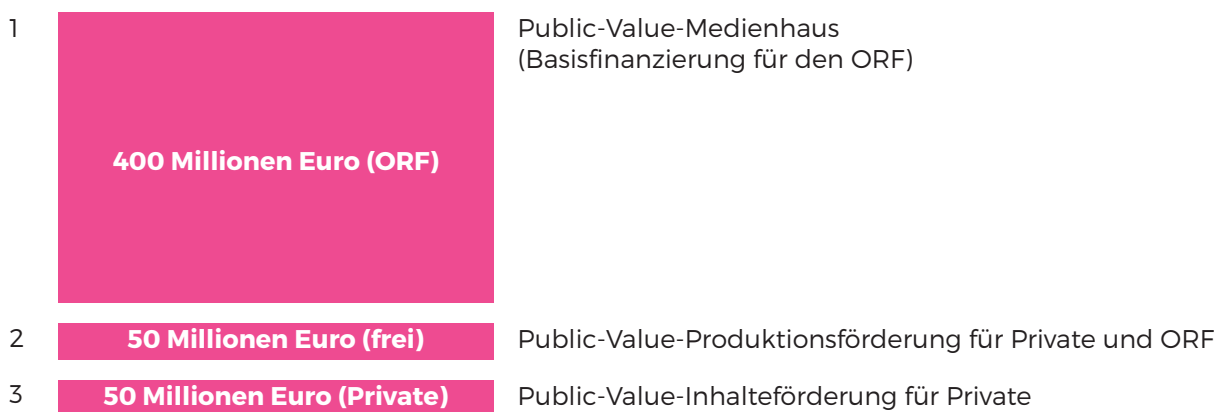 1
400 Millionen Euro (ORF)
Public-Value-Medienhaus
(Basisfinanzierung für den ORF)
2
50 Millionen Euro (frei)
Public-Value-Produktionsförderung für Private und ORF
3
50 Millionen Euro (Private)
Public-Value-Inhalteförderung für Private